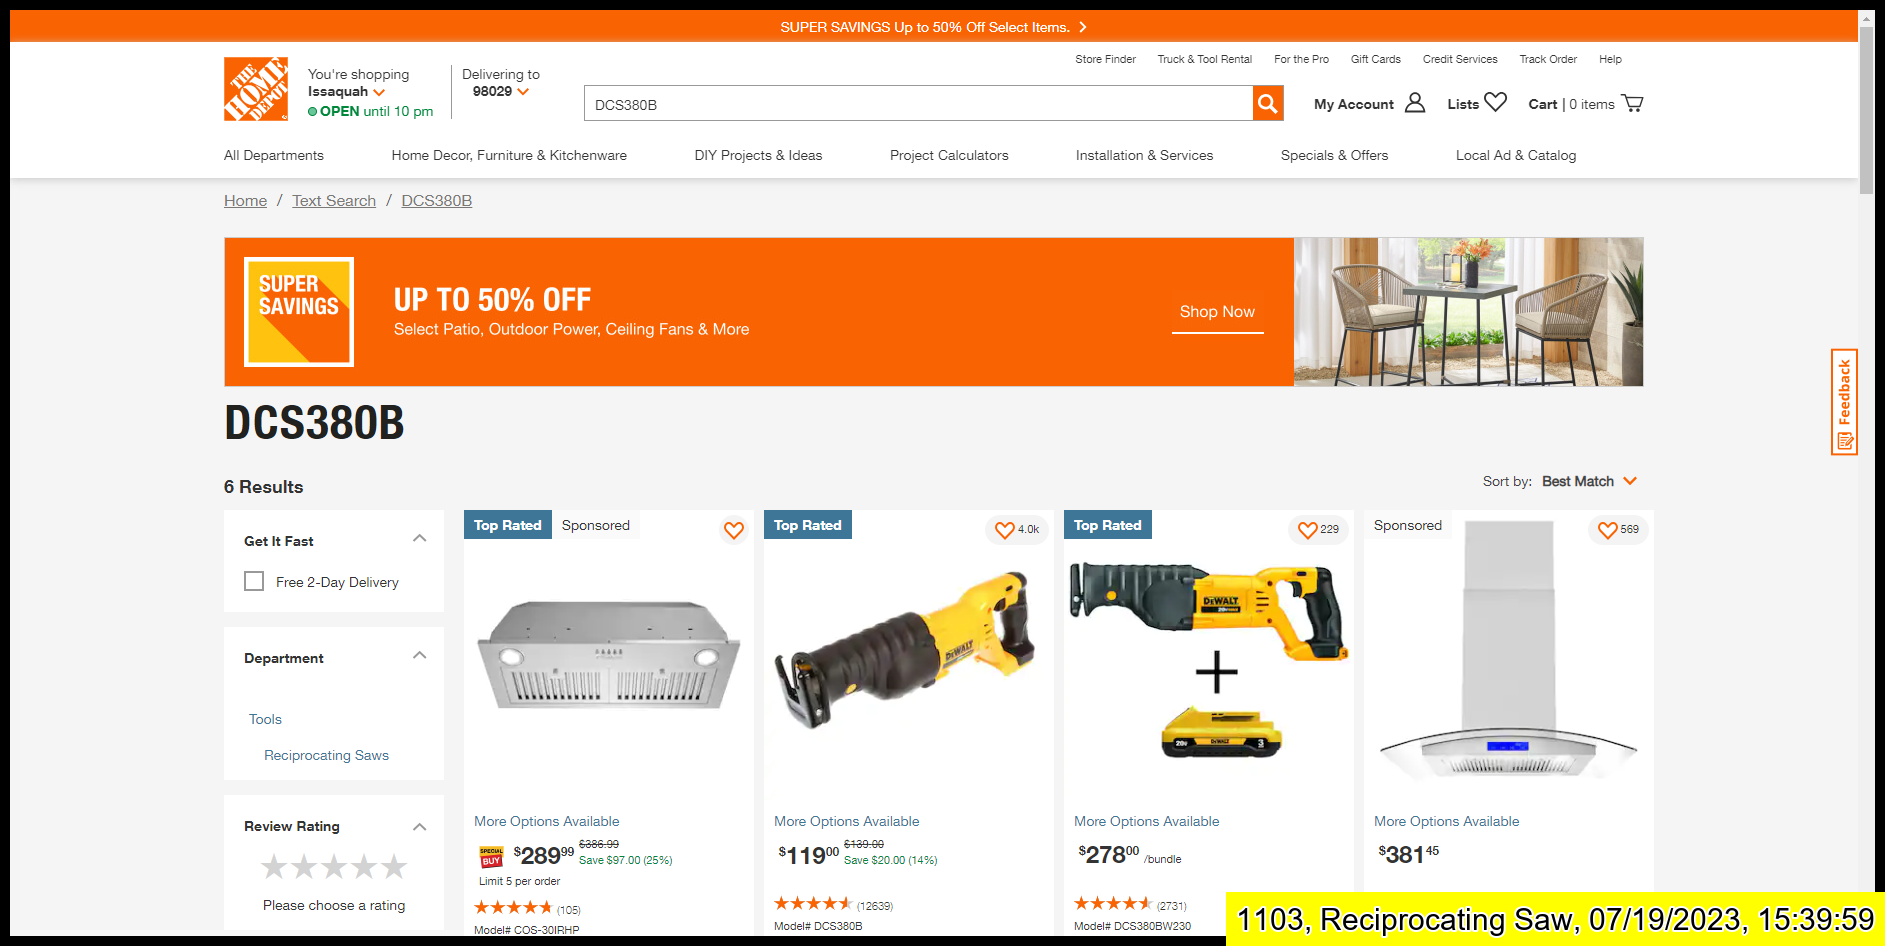 SUPER SAVINGS Up to 50% Off Select Items.
Store Finder Truck & Tool Rental For the Pro Gift Cards Credit Services Track Order Help
THE HOME DEPOT
You're shopping
Issaquah
OPEN until 10 pm
Delivering to
98029
DCS380B
My Account Lists Cart | 0 items
All Departments Home Decor, Furniture & Kitchenware DIY Projects & Ideas Project Calculators Installation & Services Specials & Offers Local Ad & Catalog
Home / Text Search / DCS380B
SUPER
SAVINGS
UP TO 50% OFF
Select Patio, Outdoor Power, Ceiling Fans & More
Shop Now
Feedback
DCS380B
6 Results
Sort by: Best Match
Get It Fast
Free 2-Day Delivery
Department
Tools
Reciprocating Saws
Review Rating
Please choose a rating
Top Rated Sponsored
More Options Available
SPECIAL BUY
$289 99 $386.99
Save $97.00 (25%)
Limit 5 per order
(105)
Model# COS-30IRHP
Top Rated 4.0k
DEWALT
More Options Available
$119 00 $139.00
Save $20.00 (14%)
(12639)
Model# DCS380B
Top Rated 229
DEWALT
+
20V DEWALT 3
More Options Available
$278 00 /bundle
(2731)
Model# DCS380BW230
Sponsored 569
More Options Available
$381 45
1103, Reciprocating Saw, 07/19/2023, 15:39:59